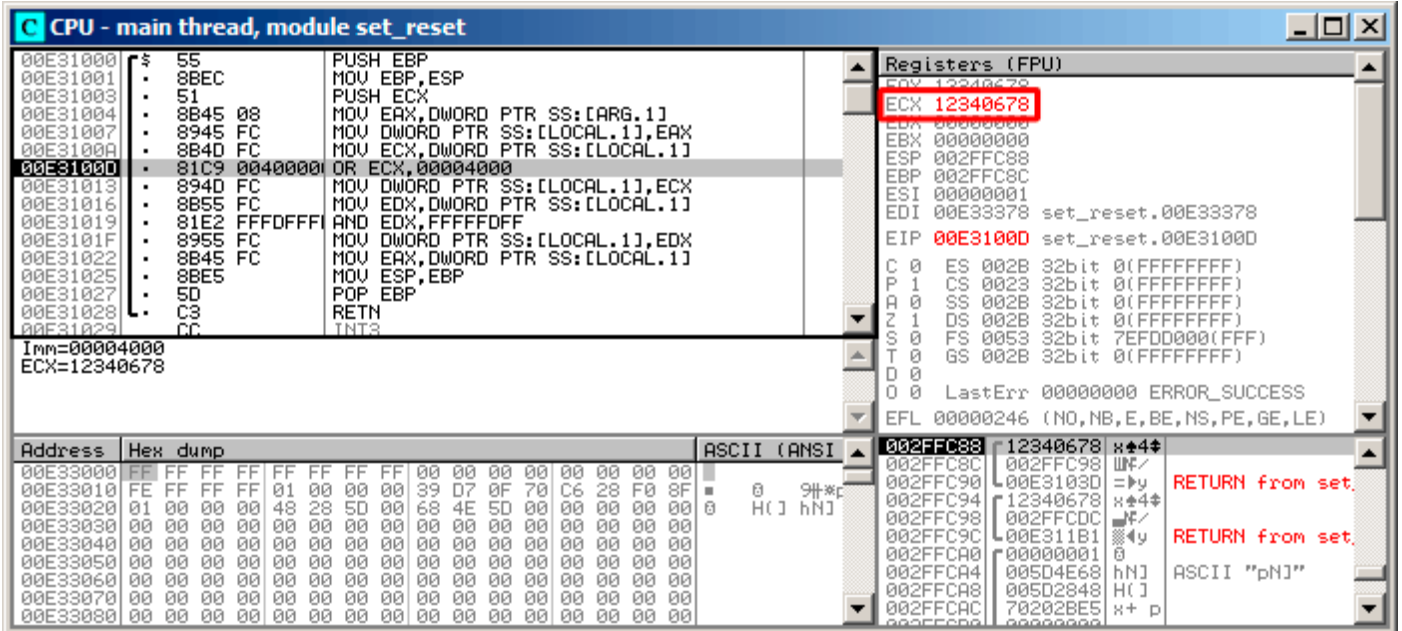 C CPU - main thread, module set_reset
00E31000 $ 55 PUSH EBP
00E31001 · 8BEC MOV EBP,ESP
00E31003 · 51 PUSH ECX
00E31004 · 8B45 08 MOV EAX,DWORD PTR SS:[ARG.1]
00E31007 · 8945 FC MOV DWORD PTR SS:[LOCAL.1],EAX
00E3100A · 8B4D FC MOV ECX,DWORD PTR SS:[LOCAL.1]
00E3100D · 81C9 0040000 OR ECX,00004000
00E31013 · 894D FC MOV DWORD PTR SS:[LOCAL.1],ECX
00E31016 · 8B55 FC MOV EDX,DWORD PTR SS:[LOCAL.1]
00E31019 · 81E2 FFFDFFF AND EDX,FFFFFDFF
00E3101F · 8955 FC MOV DWORD PTR SS:[LOCAL.1],EDX
00E31022 · 8B45 FC MOV EAX,DWORD PTR SS:[LOCAL.1]
00E31025 · 8BE5 MOV ESP,EBP
00E31027 · 5D POP EBP
00E31028 · C3 RETN
00E31029 CC INT3
Imm=00004000
ECX=12340678
Registers (FPU)
EAX 12340678
ECX 12340678
EDX 00000000
EBX 00000000
ESP 002FFC88
EBP 002FFC8C
ESI 00000001
EDI 00E33378 set_reset.00E33378
EIP 00E3100D set_reset.00E3100D
C 0 ES 002B 32bit 0(FFFFFFFF)
P 1 CS 0023 32bit 0(FFFFFFFF)
A 0 SS 002B 32bit 0(FFFFFFFF)
Z 1 DS 002B 32bit 0(FFFFFFFF)
S 0 FS 0053 32bit 7EFDD000(FFF)
T 0 GS 002B 32bit 0(FFFFFFFF)
D 0
O 0 LastErr 00000000 ERROR_SUCCESS
EFL 00000246 (NO,NB,E,BE,NS,PE,GE,LE)
Address Hex dump ASCII (ANSI
00E33000 FF FF FF FF FF FF FF FF 00 00 00 00 00 00 00 00
00E33010 FE FF FF FF 01 00 00 00 39 D7 0F 70 C6 28 F0 8F
00E33020 01 00 00 00 48 28 5D 00 68 4E 5D 00 00 00 00 00 H(] hN]
00E33030 00 00 00 00 00 00 00 00 00 00 00 00 00 00 00 00
00E33040 00 00 00 00 00 00 00 00 00 00 00 00 00 00 00 00
00E33050 00 00 00 00 00 00 00 00 00 00 00 00 00 00 00 00
00E33060 00 00 00 00 00 00 00 00 00 00 00 00 00 00 00 00
00E33070 00 00 00 00 00 00 00 00 00 00 00 00 00 00 00 00
00E33080 00 00 00 00 00 00 00 00 00 00 00 00 00 00 00 00
002FFC88 12340678 x♠4‡
002FFC8C 002FFC98
002FFC90 00E3103D =►y RETURN from set
002FFC94 12340678 x♠4‡
002FFC98 002FFCDC
002FFC9C 00E311B1 ▒◄y RETURN from set
002FFCA0 00000001
002FFCA4 005D4E68 hN] ASCII "pN]"
002FFCA8 005D2848 H(]
002FFCAC 70202BE5 x+ p